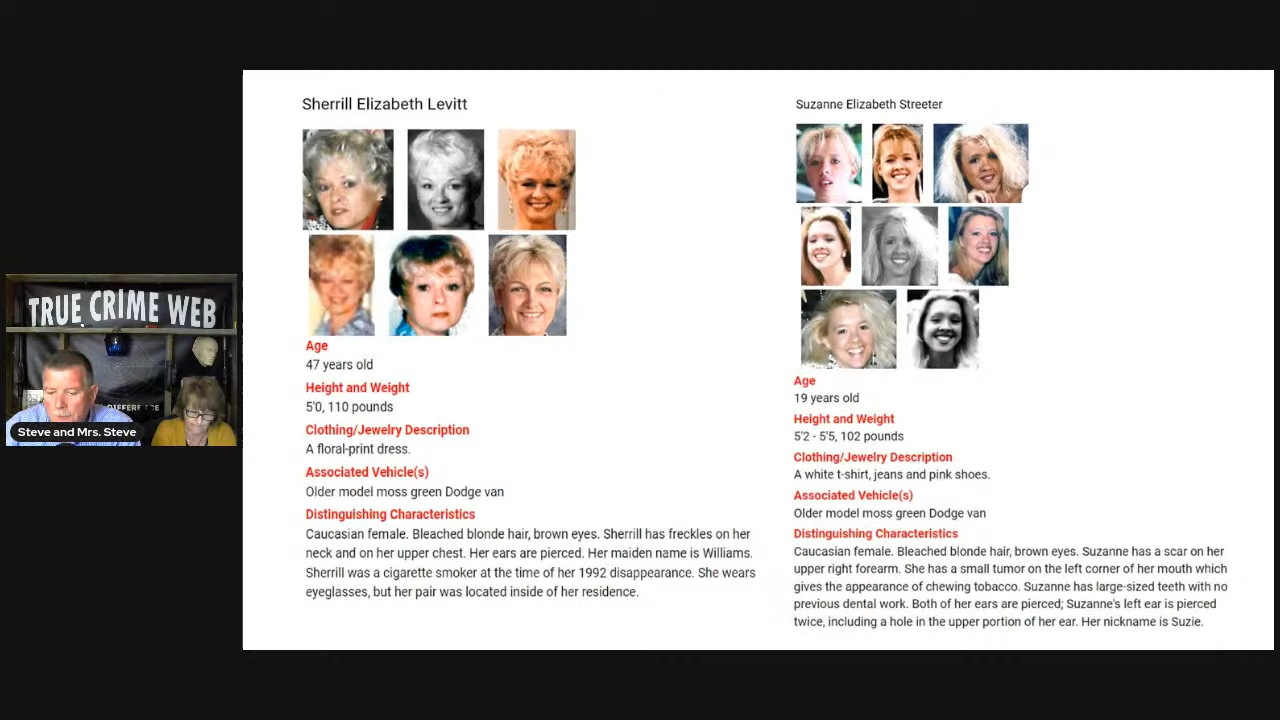 Sherrill Elizabeth Levitt
Age
47 years old
Height and Weight
5'0, 110 pounds
Clothing/Jewelry Description
A floral-print dress.
Associated Vehicle(s)
Older model moss green Dodge van
Distinguishing Characteristics
Caucasian female. Bleached blonde hair, brown eyes. Sherrill has freckles on her
neck and on her upper chest. Her ears are pierced. Her maiden name is Williams.
Sherrill was a cigarette smoker at the time of her 1992 disappearance. She wears
eyeglasses, but her pair was located inside of her residence.
Suzanne Elizabeth Streeter
Age
19 years old
Height and Weight
5'2 - 5'5, 102 pounds
Clothing/Jewelry Description
A white t-shirt, jeans and pink shoes.
Associated Vehicle(s)
Older model moss green Dodge van
Distinguishing Characteristics
Caucasian female. Bleached blonde hair, brown eyes. Suzanne has a scar on her
upper right forearm. She has a small tumor on the left corner of her mouth which
gives the appearance of chewing tobacco. Suzanne has large-sized teeth with no
previous dental work. Both of her ears are pierced; Suzanne's left ear is pierced
twice, including a hole in the upper portion of her ear. Her nickname is Suzie.
TRUE CRIME WEB
Steve and Mrs. Steve